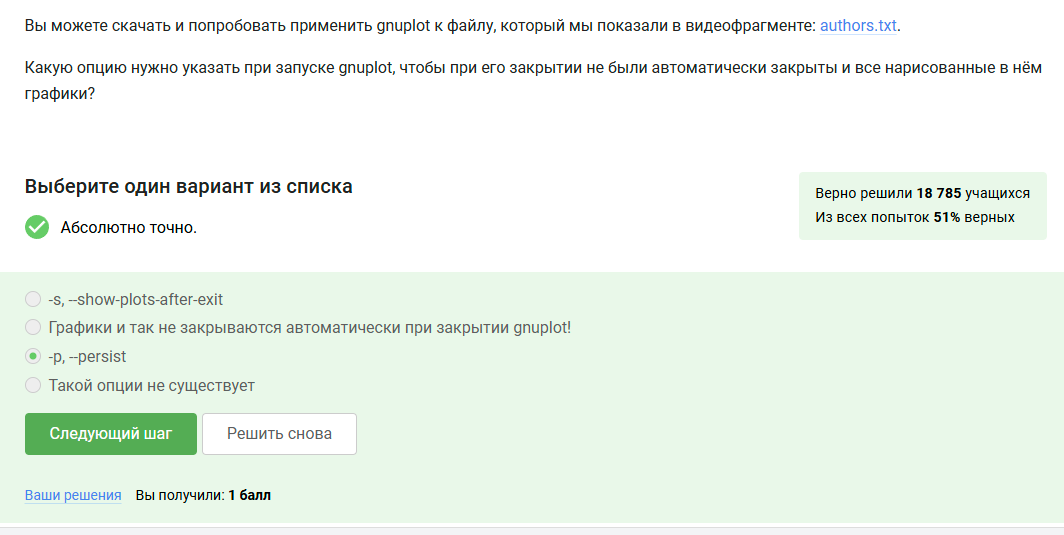 Вы можете скачать и попробовать применить gnuplot к файлу, который мы показали в видеофрагменте: authors.txt.
Какую опцию нужно указать при запуске gnuplot, чтобы при его закрытии не были автоматически закрыты и все нарисованные в нём
графики?
Выберите один вариант из списка
Верно решили 18 785 учащихся
Из всех попыток 51% верных
Абсолютно точно.
-s, --show-plots-after-exit
Графики и так не закрываются автоматически при закрытии gnuplot!
-p, --persist
Такой опции не существует
Следующий шаг
Решить снова
Ваши решения Вы получили: 1 балл